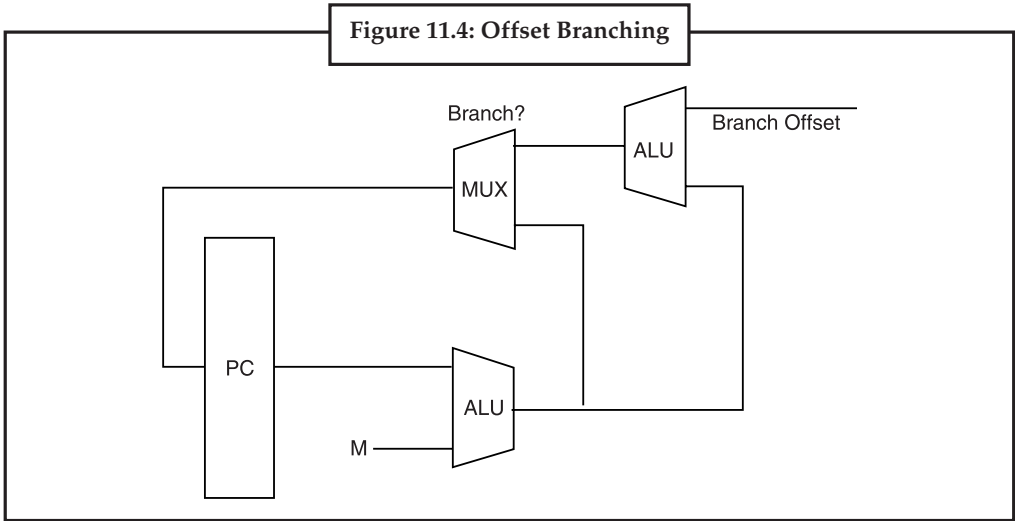 Figure 11.4: Offset Branching
Branch?
Branch Offset
ALU
MUX
PC
ALU
M